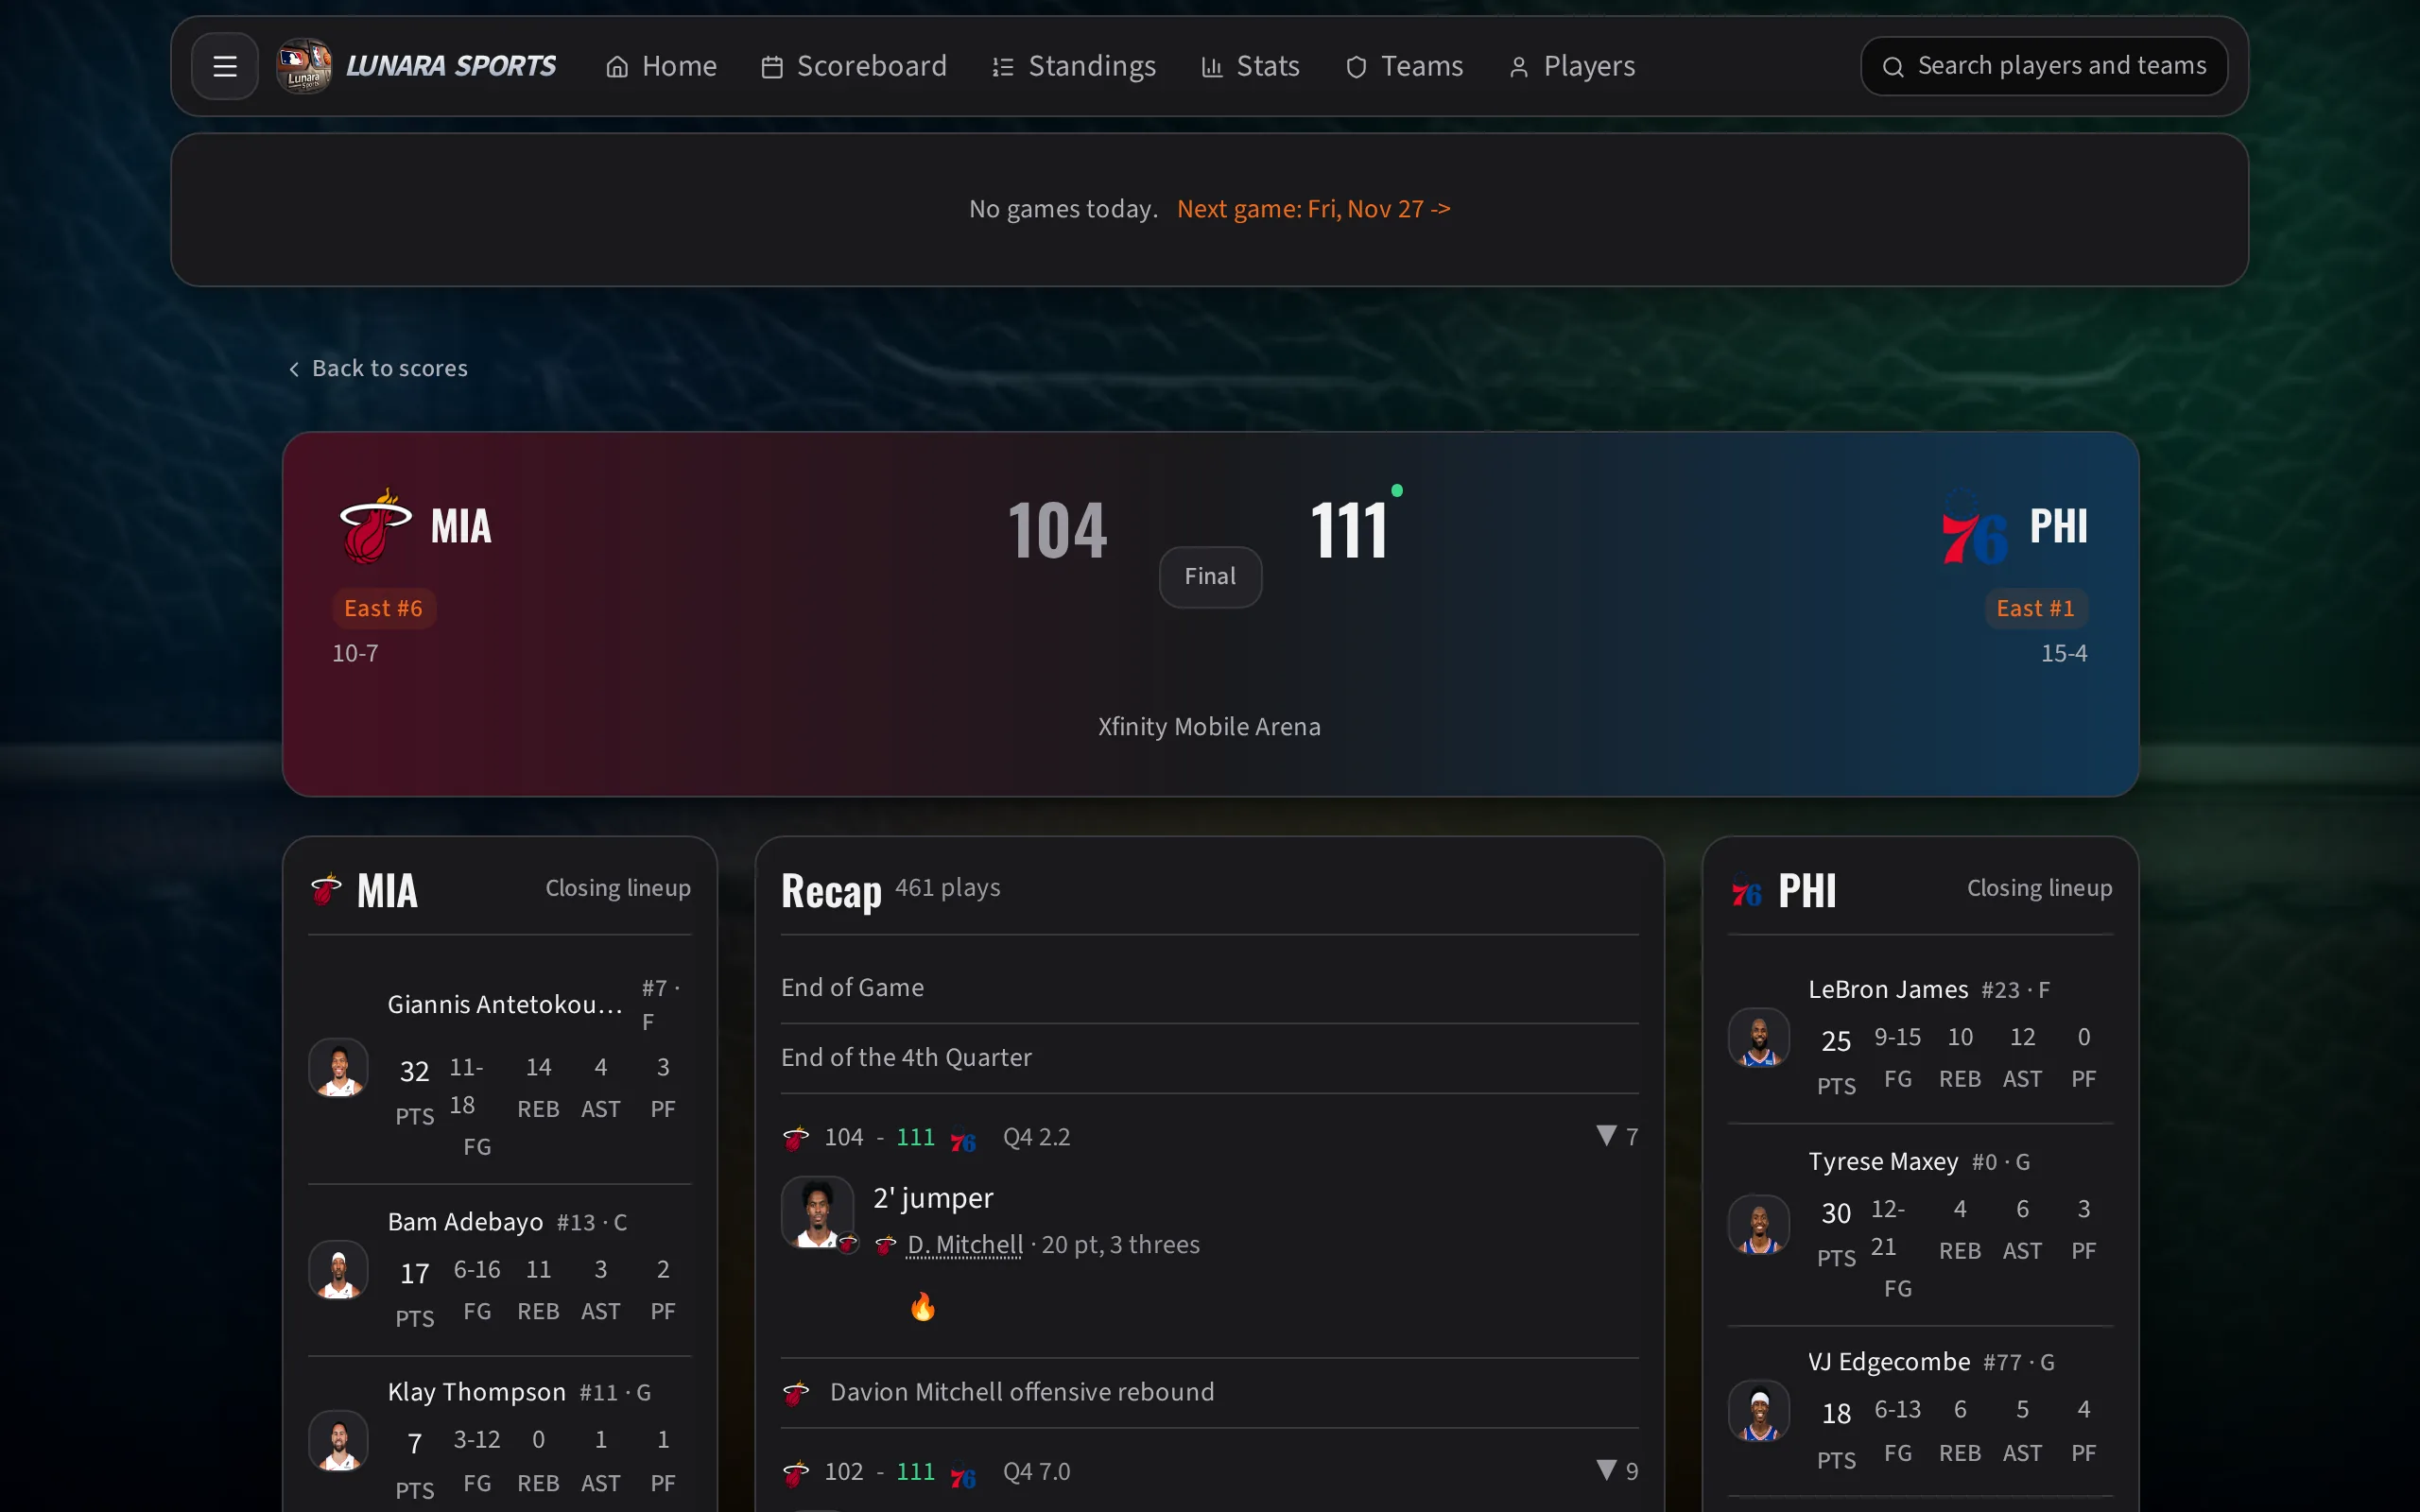 LUNARA SPORTS
Home
Scoreboard
Standings
Stats
Teams
Players
Search players and teams
No games today. Next game: Fri, Nov 27 ->
Back to scores
MIA
104
Final
111
76
PHI
East #6
East #1
10-7
15-4
Xfinity Mobile Arena
MIA
Closing lineup
Giannis Antetokou... #7 · F
32 PTS
11-18 FG
14 REB
4 AST
3 PF
Bam Adebayo #13 · C
17 PTS
6-16 FG
11 REB
3 AST
2 PF
Klay Thompson #11 · G
7 PTS
3-12 FG
0 REB
1 AST
1 PF
Recap 461 plays
End of Game
End of the 4th Quarter
104 - 111 76 Q4 2.2
▼ 7
2' jumper
D. Mitchell · 20 pt, 3 threes
Davion Mitchell offensive rebound
102 - 111 76 Q4 7.0
▼ 9
76 PHI
Closing lineup
LeBron James #23 · F
25 PTS
9-15 FG
10 REB
12 AST
0 PF
Tyrese Maxey #0 · G
30 PTS
12-21 FG
4 REB
6 AST
3 PF
VJ Edgecombe #77 · G
18 PTS
6-13 FG
6 REB
5 AST
4 PF